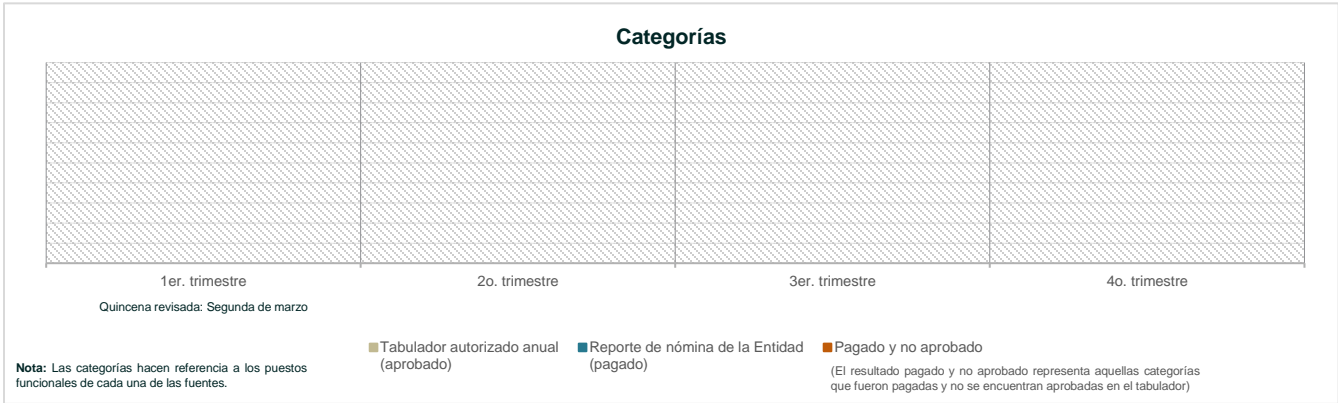 Categorías
1er. trimestre
2o. trimestre
3er. trimestre
4o. trimestre
Quincena revisada: Segunda de marzo
Tabulador autorizado anual
(aprobado)
Reporte de nómina de la Entidad
(pagado)
Pagado y no aprobado
(El resultado pagado y no aprobado representa aquellas categorías
que fueron pagadas y no se encuentran aprobadas en el tabulador)
Nota: Las categorías hacen referencia a los puestos
funcionales de cada una de las fuentes.